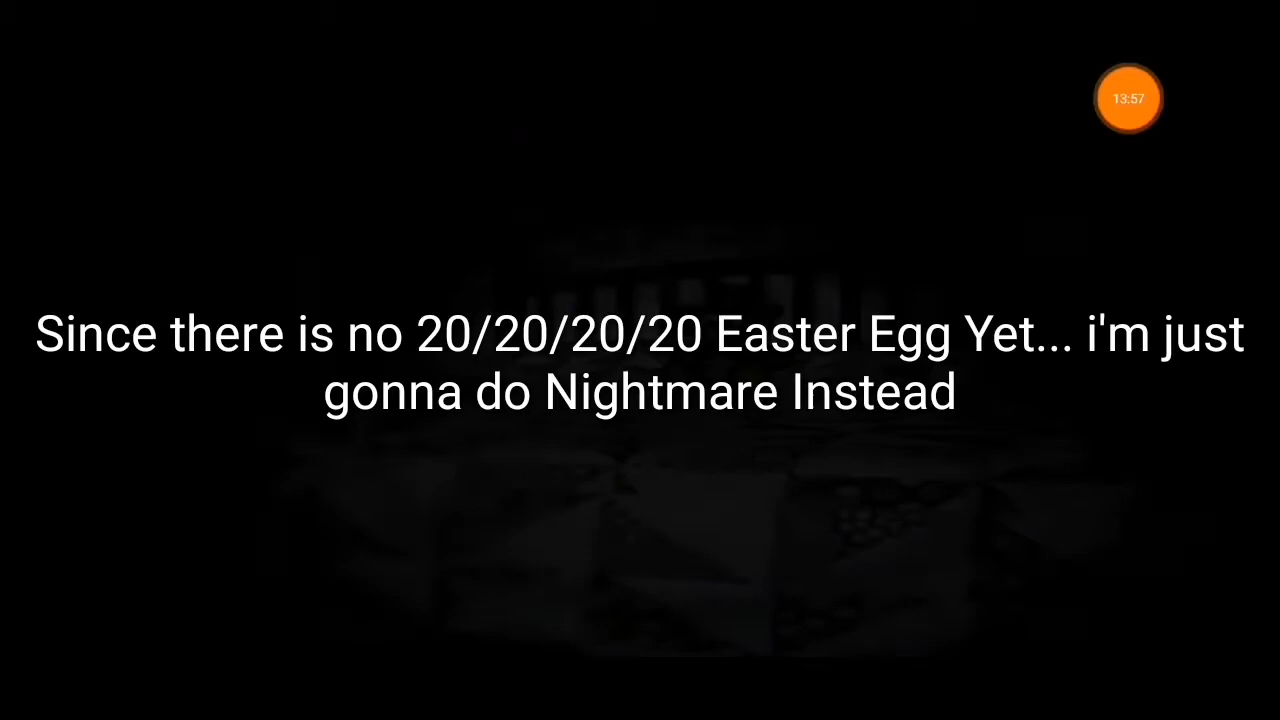 13:57
Since there is no 20/20/20/20 Easter Egg Yet... i'm just
gonna do Nightmare Instead